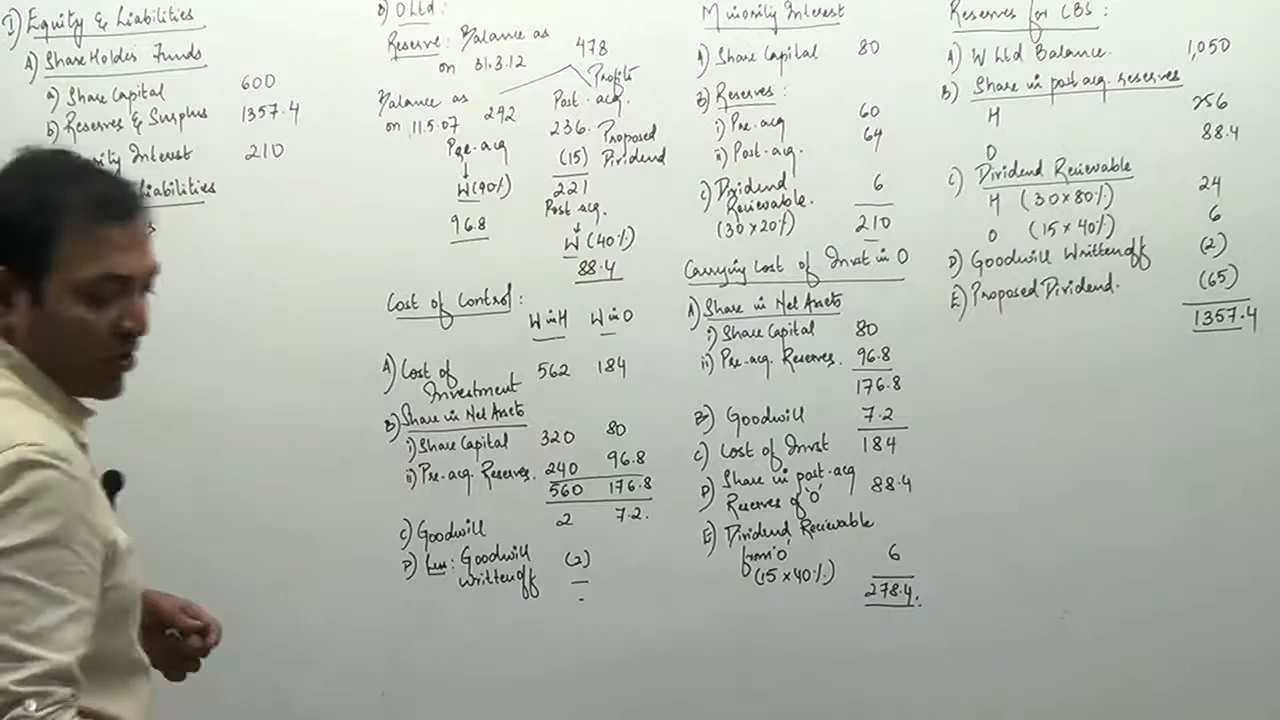 I) Equity & Liabilities
A) Share Holder Funds
a) Share Capital 600
b) Reserves & Surplus 1357.4
Interest 210
Liabilities
B) O Ltd:
Reserve: Balance as on 31.3.12 478
Profits
Balance as on 11.5.07 242
Post-acq. 236.
Pre-acq
(15) Proposed Dividend
W(40%)
221
Post acq.
96.8
W (40%)
88.4
Cost of Control:
W in H W in O
A) Cost of Investment 562 184
B) Share in Net Assets
i) Share Capital 320 80
ii) Pre-acq. Reserves. 240 96.8
560 176.8
C) Goodwill 2 7.2.
D) Less: Goodwill written off (2)
Minority Interest
A) Share Capital 80
B) Reserves:
i) Pre-acq 60
ii) Post-acq. 64
C) Dividend Recievable. 6
(30 x 20%) 210
Carrying Cost of Invst in O
A) Share in Net Assets
i) Share Capital 80
ii) Pre-acq. Reserves. 96.8
176.8
B) Goodwill 7.2
C) Cost of Invst 184
D) Share in post-acq Reserves of 'O' 88.4
E) Dividend Recievable from 'O' 6
(15 x 40%) 278.4.
Reserves for CBS:
A) W Ltd Balance. 1,050
B) Share in post acq. reserves
H 256
O 88.4
C) Dividend Recievable
H (30 x 80%) 24
O (15 x 40%) 6
D) Goodwill Written off (2)
E) Proposed Dividend. (65)
1357.4